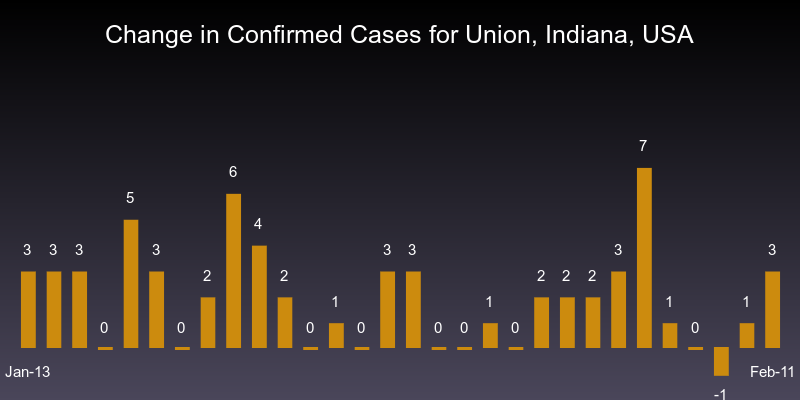 Change in Confirmed Cases for Union, Indiana, USA
7
6
5
4
3 3 3 3 3 3 3 3
2 2 2 2 2
1 1 1 1
0 0 0 0 0 0 0 0
Jan-13 Feb-11
-1